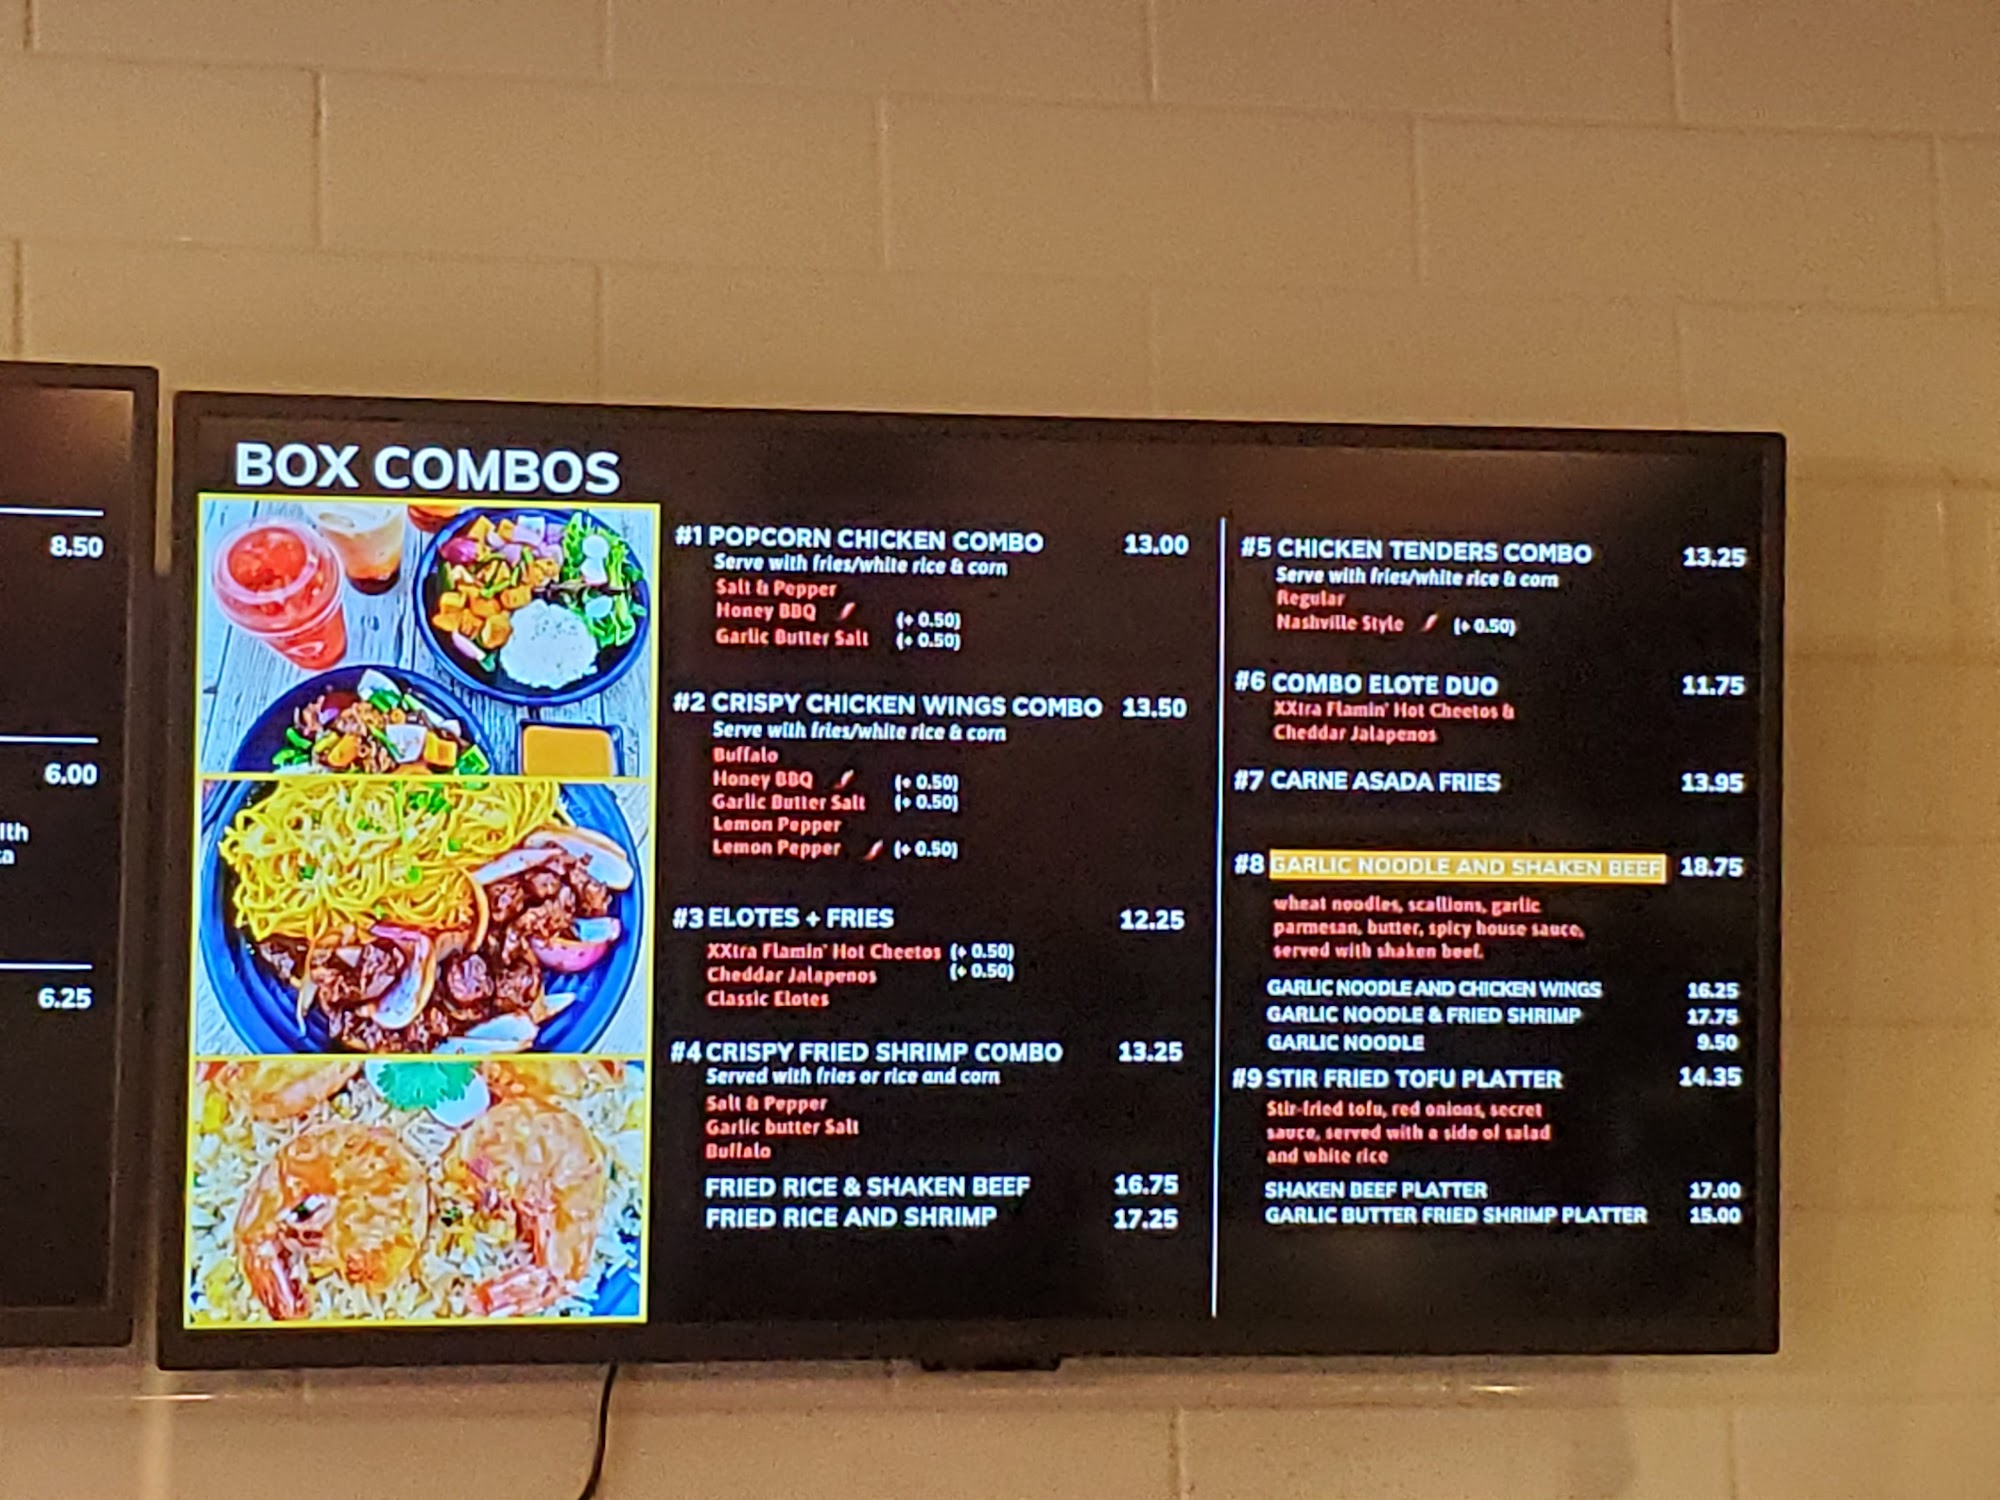 8.50
6.00
6.25
BOX COMBOS
#1 POPCORN CHICKEN COMBO 13.00
Serve with fries/white rice & corn
Salt & Pepper
Honey BBQ (+ 0.50)
Garlic Butter Salt (+ 0.50)
#2 CRISPY CHICKEN WINGS COMBO 13.50
Serve with fries/white rice & corn
Buffalo
Honey BBQ (+ 0.50)
Garlic Butter Salt (+ 0.50)
Lemon Pepper
Lemon Pepper (+ 0.50)
#3 ELOTES + FRIES 12.25
XXtra Flamin' Hot Cheetos (+ 0.50)
Cheddar Jalapenos (+ 0.50)
Classic Elotes
#4 CRISPY FRIED SHRIMP COMBO 13.25
Served with fries or rice and corn
Salt & Pepper
Garlic butter Salt
Buffalo
FRIED RICE & SHAKEN BEEF 16.75
FRIED RICE AND SHRIMP 17.25
#5 CHICKEN TENDERS COMBO 13.25
Serve with fries/white rice & corn
Regular
Nashville Style (+ 0.50)
#6 COMBO ELOTE DUO 11.75
XXtra Flamin' Hot Cheetos &
Cheddar Jalapenos
#7 CARNE ASADA FRIES 13.95
#8 GARLIC NOODLE AND SHAKEN BEEF 18.75
wheat noodles, scallions, garlic
parmesan, butter, spicy house sauce,
served with shaken beef.
GARLIC NOODLE AND CHICKEN WINGS 16.25
GARLIC NOODLE & FRIED SHRIMP 17.75
GARLIC NOODLE 9.50
#9 STIR FRIED TOFU PLATTER 14.35
Stir-fried tofu, red onions, secret
sauce, served with a side of salad
and white rice
SHAKEN BEEF PLATTER 17.00
GARLIC BUTTER FRIED SHRIMP PLATTER 15.00